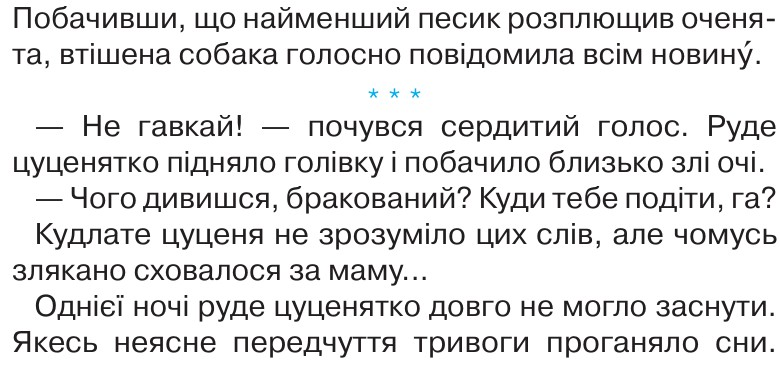 Побачивши, що найменший песик розплющив оченя-
та, втішена собака голосно повідомила всім новину́.
* * *
— Не гавкай! — почувся сердитий голос. Руде
цуценятко підняло голівку і побачило близько злі очі.
— Чого дивишся, бракований? Куди тебе подіти, га?
Кудлате цуценя не зрозуміло цих слів, але чомусь
злякано сховалося за маму...
Однієї ночі руде цуценятко довго не могло заснути.
Якесь неясне передчуття тривоги проганяло сни.